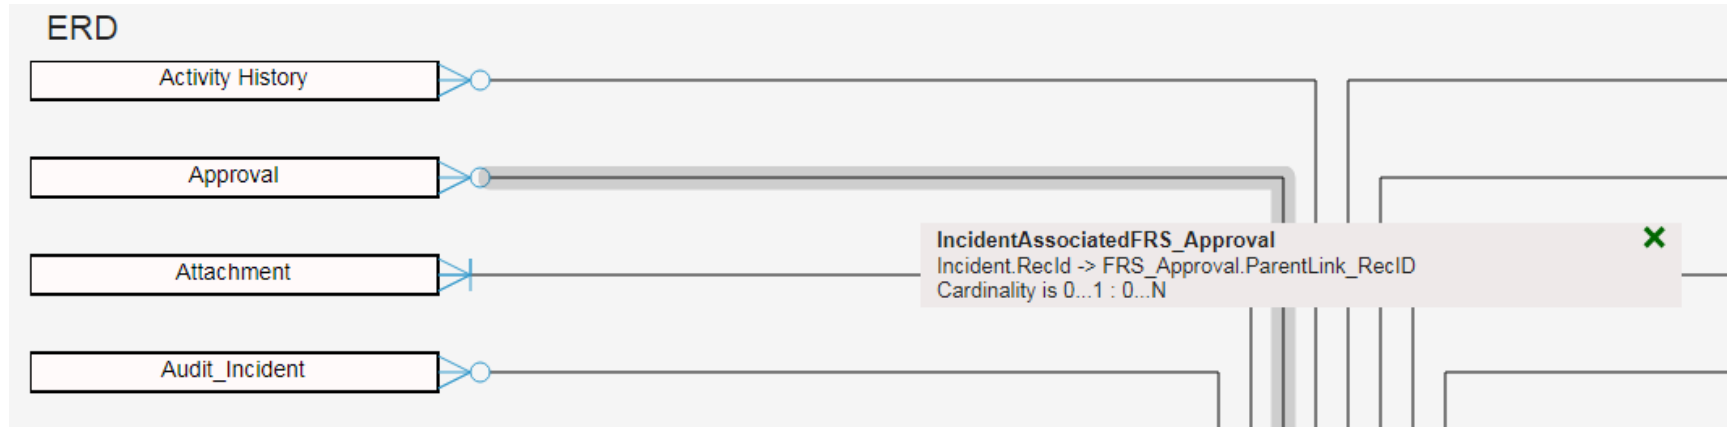 ERD
Activity History
Approval
IncidentAssociatedFRS_Approval
Incident.RecId -> FRS_Approval.ParentLink_RecID
Cardinality is 0...1 : 0...N
Attachment
Audit_Incident